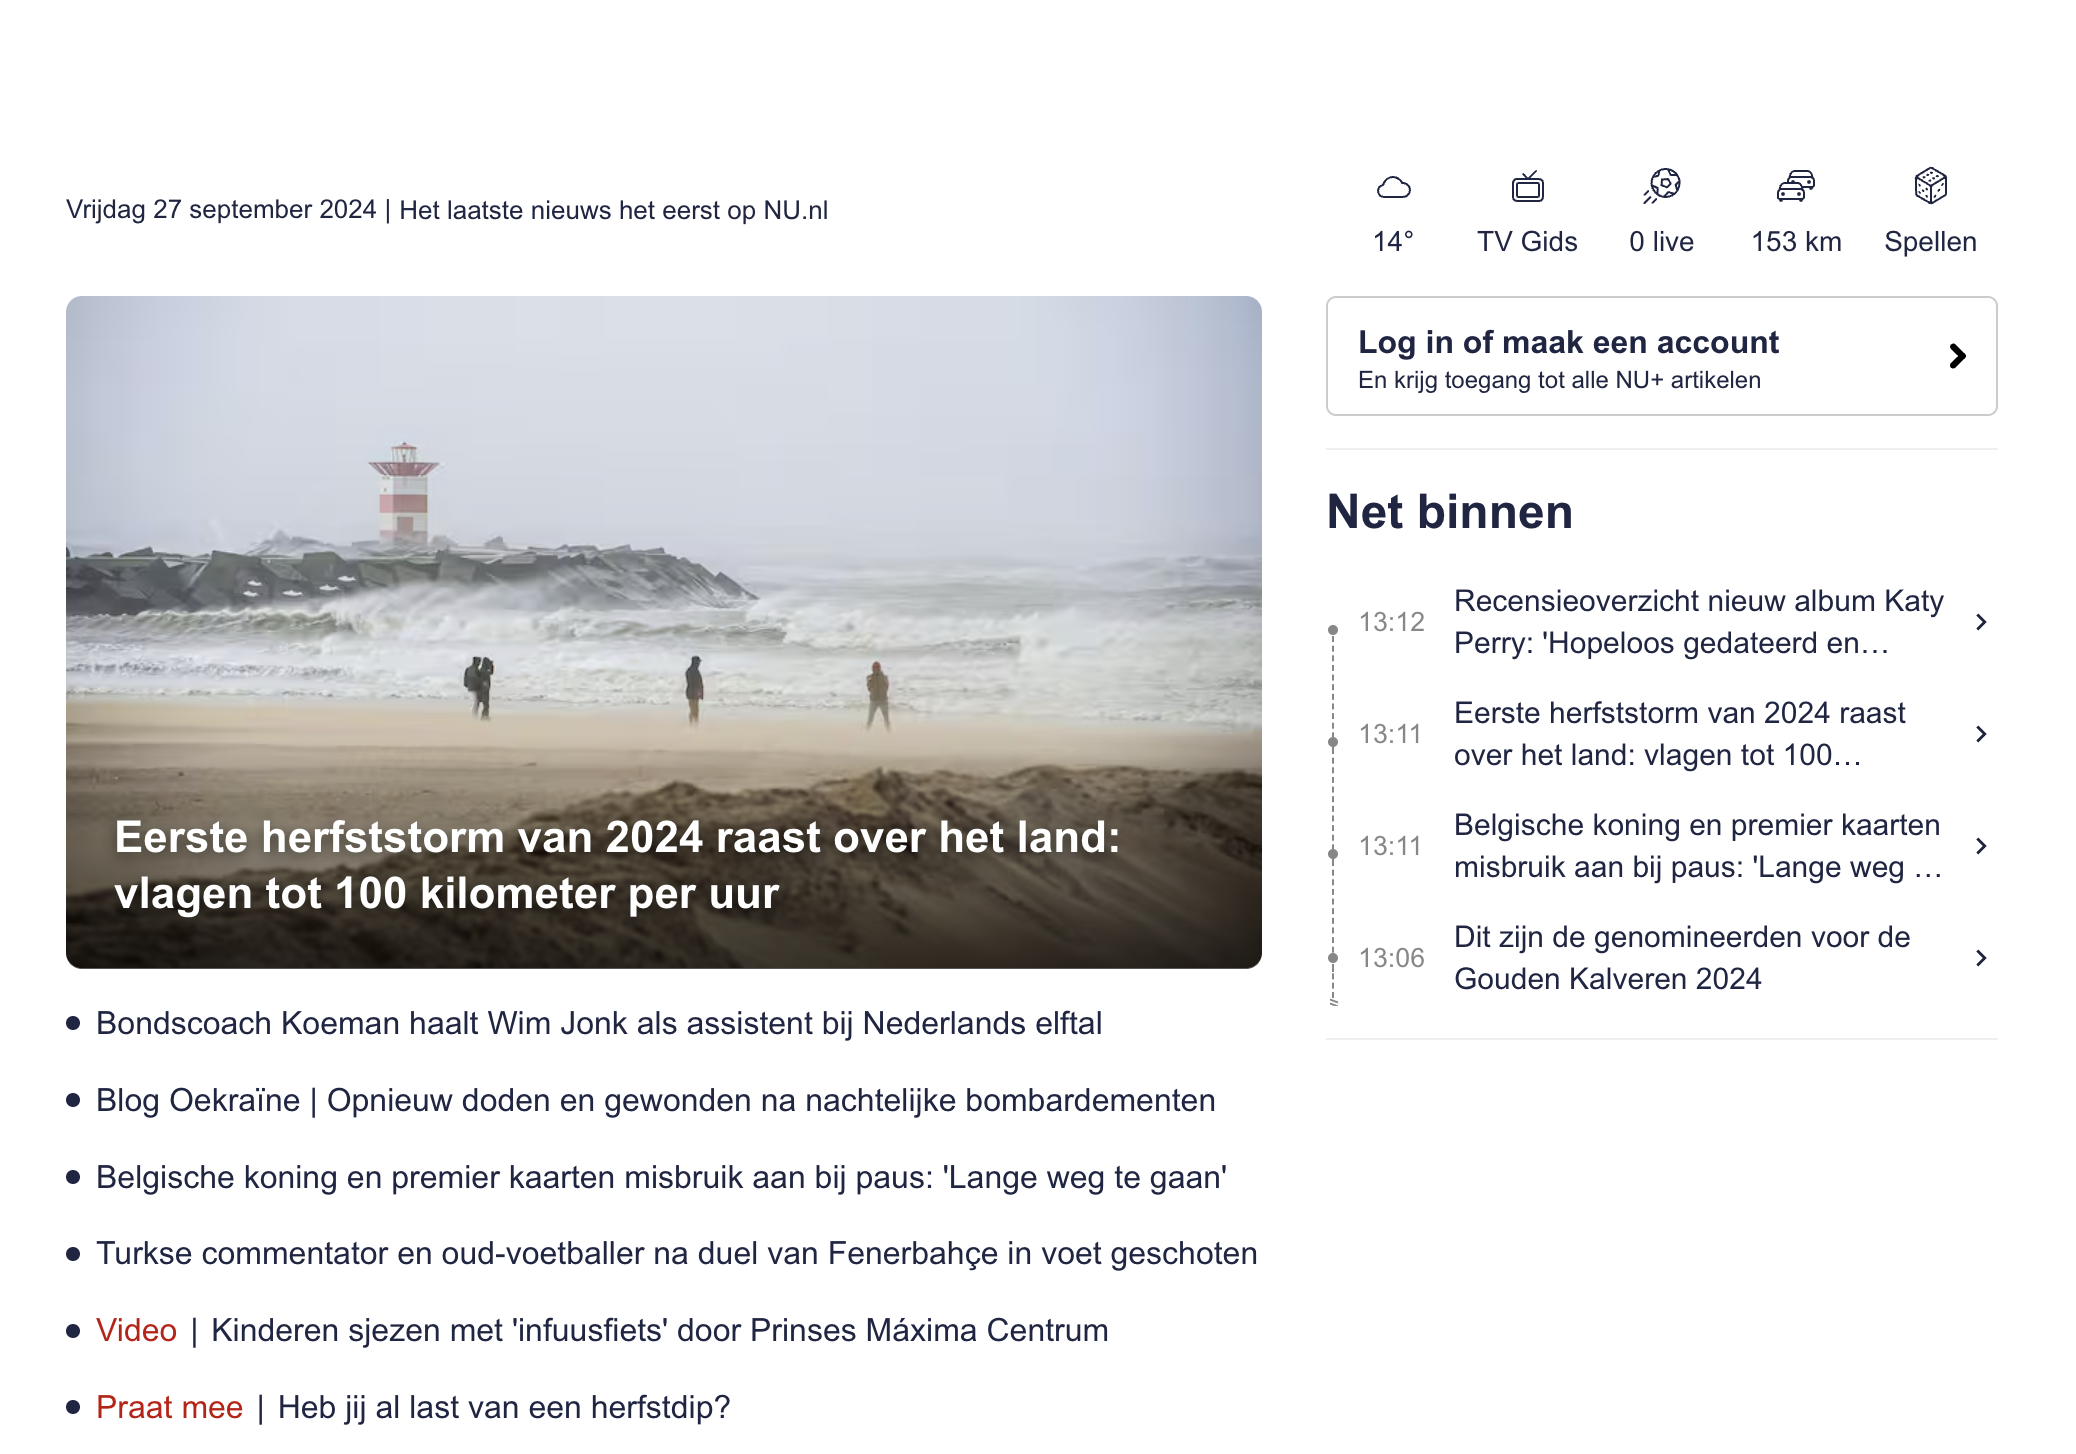 Vrijdag 27 september 2024 | Het laatste nieuws het eerst op NU.nl
14°
TV Gids
0 live
153 km
Spellen
Eerste herfststorm van 2024 raast over het land:
vlagen tot 100 kilometer per uur
Bondscoach Koeman haalt Wim Jonk als assistent bij Nederlands elftal
Blog Oekraïne | Opnieuw doden en gewonden na nachtelijke bombardementen
Belgische koning en premier kaarten misbruik aan bij paus: 'Lange weg te gaan'
Turkse commentator en oud-voetballer na duel van Fenerbahçe in voet geschoten
Video | Kinderen sjezen met 'infuusfiets' door Prinses Máxima Centrum
Praat mee | Heb jij al last van een herfstdip?
Log in of maak een account
En krijg toegang tot alle NU+ artikelen
Net binnen
13:12
Recensieoverzicht nieuw album Katy
Perry: 'Hopeloos gedateerd en…
13:11
Eerste herfststorm van 2024 raast
over het land: vlagen tot 100…
13:11
Belgische koning en premier kaarten
misbruik aan bij paus: 'Lange weg …
13:06
Dit zijn de genomineerden voor de
Gouden Kalveren 2024